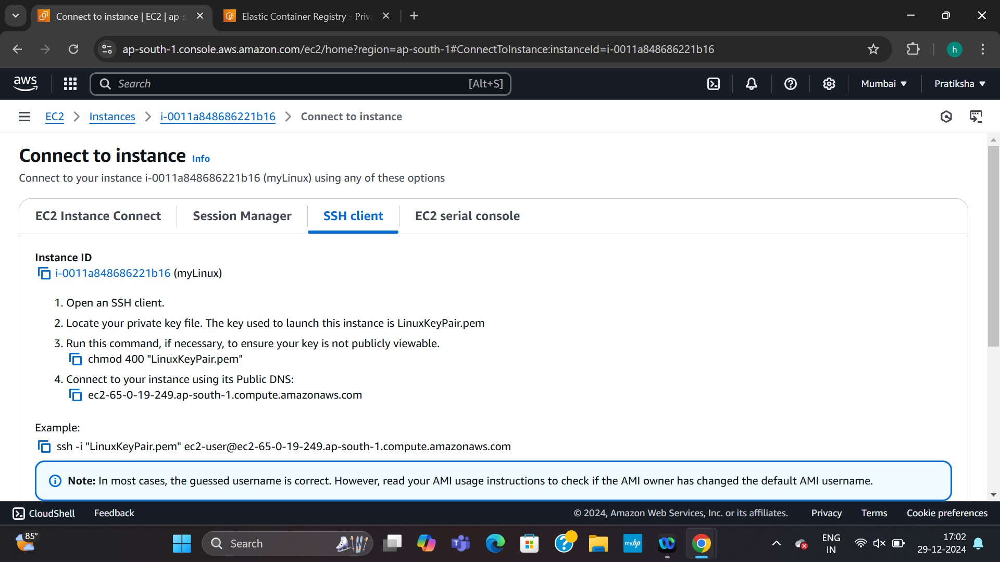 Connect to instance | EC2 | ap-s
Elastic Container Registry - Priva
ap-south-1.console.aws.amazon.com/ec2/home?region=ap-south-1#ConnectToInstance:instanceId=i-0011a848686221b16
h
aws
Search
[Alt+S]
Mumbai
Pratiksha
EC2
Instances
i-0011a848686221b16
Connect to instance
Connect to instance Info
Connect to your instance i-0011a848686221b16 (myLinux) using any of these options
EC2 Instance Connect
Session Manager
SSH client
EC2 serial console
Instance ID
i-0011a848686221b16 (myLinux)
1. Open an SSH client.
2. Locate your private key file. The key used to launch this instance is LinuxKeyPair.pem
3. Run this command, if necessary, to ensure your key is not publicly viewable.
chmod 400 "LinuxKeyPair.pem"
4. Connect to your instance using its Public DNS:
ec2-65-0-19-249.ap-south-1.compute.amazonaws.com
Example:
ssh -i "LinuxKeyPair.pem" ec2-user@ec2-65-0-19-249.ap-south-1.compute.amazonaws.com
Note: In most cases, the guessed username is correct. However, read your AMI usage instructions to check if the AMI owner has changed the default AMI username.
CloudShell
Feedback
© 2024, Amazon Web Services, Inc. or its affiliates.
Privacy
Terms
Cookie preferences
85°
Search
myhp
ENG
IN
17:02
29-12-2024